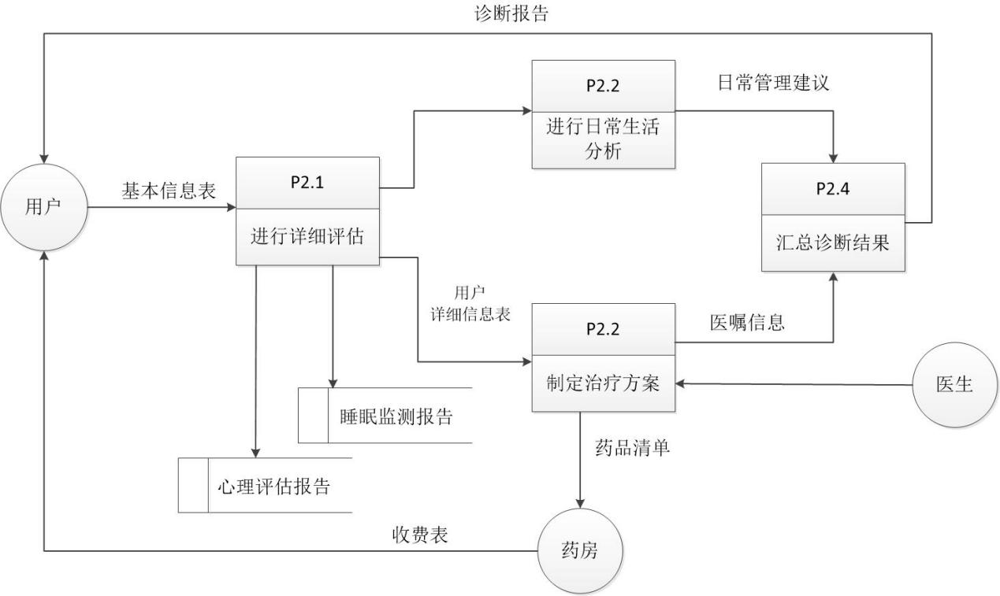 诊断报告
P2.2
日常管理建议
进行日常生活
分析
P2.1
P2.4
用户
基本信息表
进行详细评估
汇总诊断结果
用户
详细信息表
P2.2
医嘱信息
制定治疗方案
医生
睡眠监测报告
药品清单
心理评估报告
收费表
药房